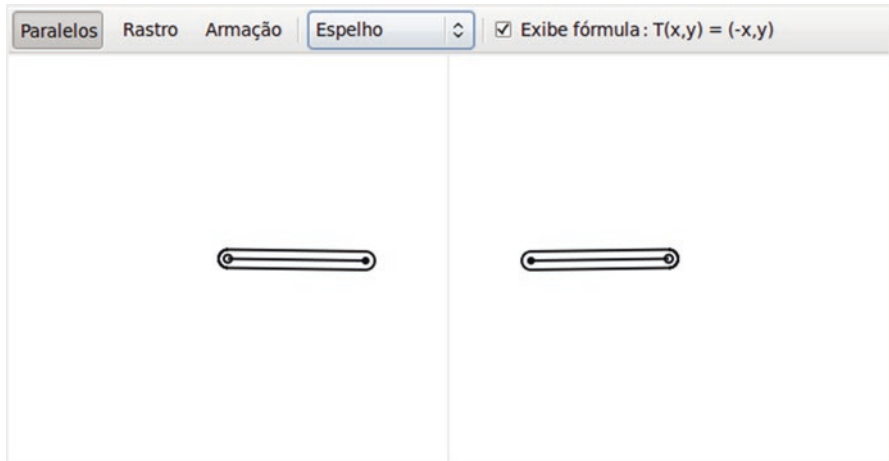 Paralelos Rastro Armação Espelho Exibe fórmula : T(x,y) = (-x,y)